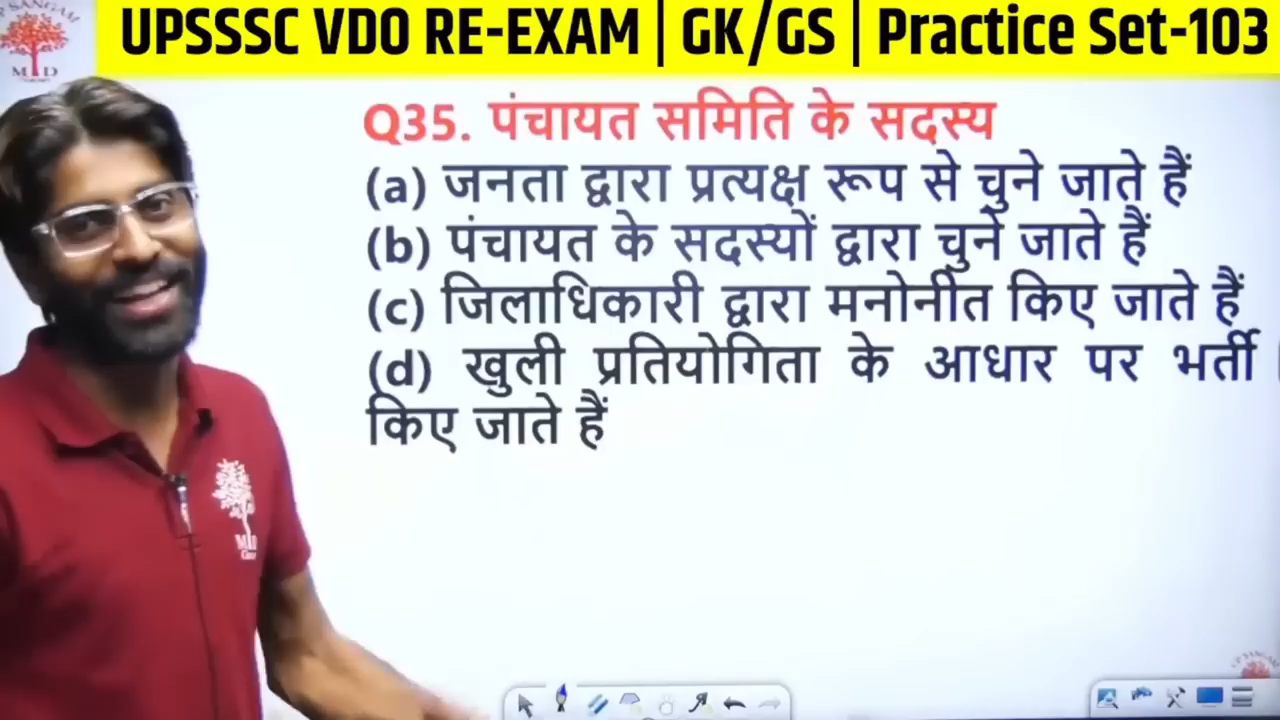 UPSSSC VDO RE-EXAM | GK/GS | Practice Set-103
Q35. पंचायत समिति के सदस्य
(a) जनता द्वारा प्रत्यक्ष रूप से चुने जाते हैं
(b) पंचायत के सदस्यों द्वारा चुने जाते हैं
(c) जिलाधिकारी द्वारा मनोनीत किए जाते हैं
(d) खुली प्रतियोगिता के आधार पर भर्ती
किए जाते हैं